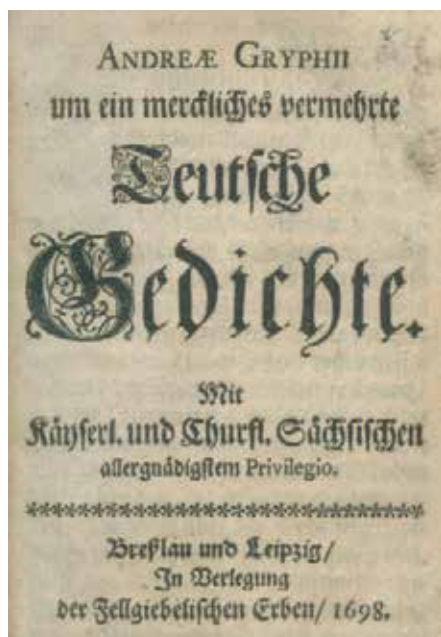 ANDREÆ GRYPHII
um ein merckliches vermehrte
Teutsche
Gedichte.
Mit
Käyserl. und Churfl. Sächsischen
allergnädigstem Privilegio.
Breßlau und Leipzig/
In Verlegung
der Fellgiebelischen Erben/ 1698.